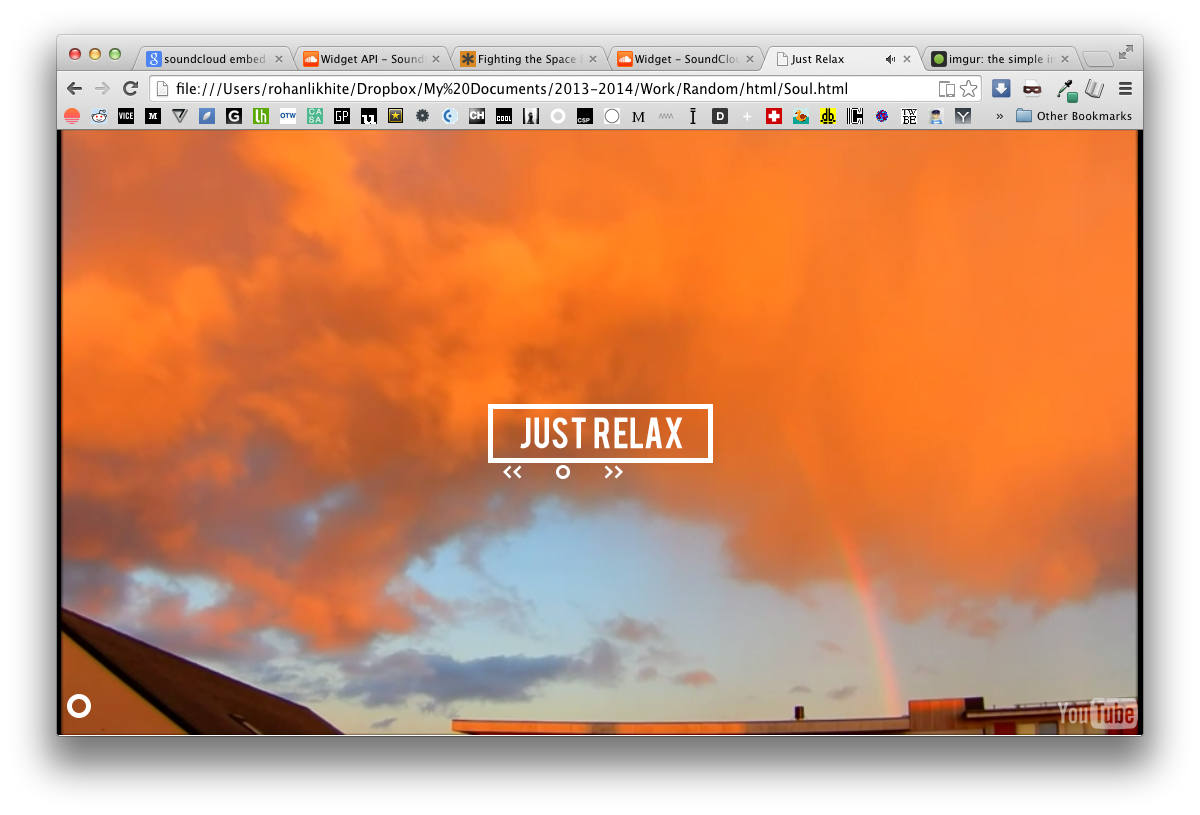 soundcloud embed
Widget API – Sound
Fighting the Space
Widget – SoundClou
Just Relax
imgur: the simple i
file:///Users/rohanlikhite/Dropbox/My%20Documents/2013-2014/Work/Random/html/Soul.html
VICE
M
G
lh
OTW
CA
SA
GP
CH
COOL
CSP
M
D
db
Y
» Other Bookmarks
JUST RELAX
<< >>
YouTube